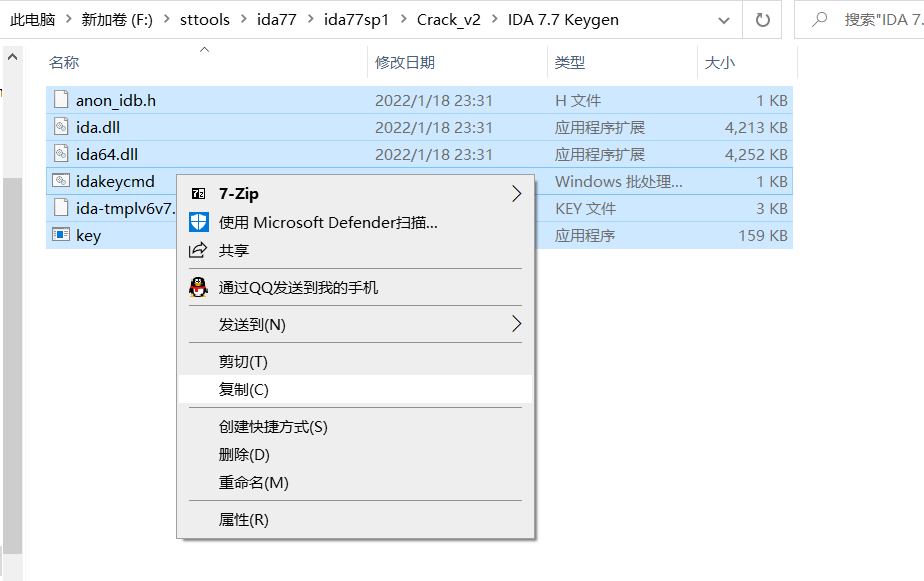 此电脑 > 新加卷 (F:) > sttools > ida77 > ida77sp1 > Crack_v2 > IDA 7.7 Keygen 搜索"IDA 7.
名称 修改日期 类型 大小
anon_idb.h 2022/1/18 23:31 H 文件 1 KB
ida.dll 2022/1/18 23:31 应用程序扩展 4,213 KB
ida64.dll 2022/1/18 23:31 应用程序扩展 4,252 KB
idakeycmd Windows 批处理... 1 KB
ida-tmplv6v7. KEY 文件 3 KB
key 应用程序 159 KB
7-Zip
使用 Microsoft Defender扫描...
共享
通过QQ发送到我的手机
发送到(N)
剪切(T)
复制(C)
创建快捷方式(S)
删除(D)
重命名(M)
属性(R)